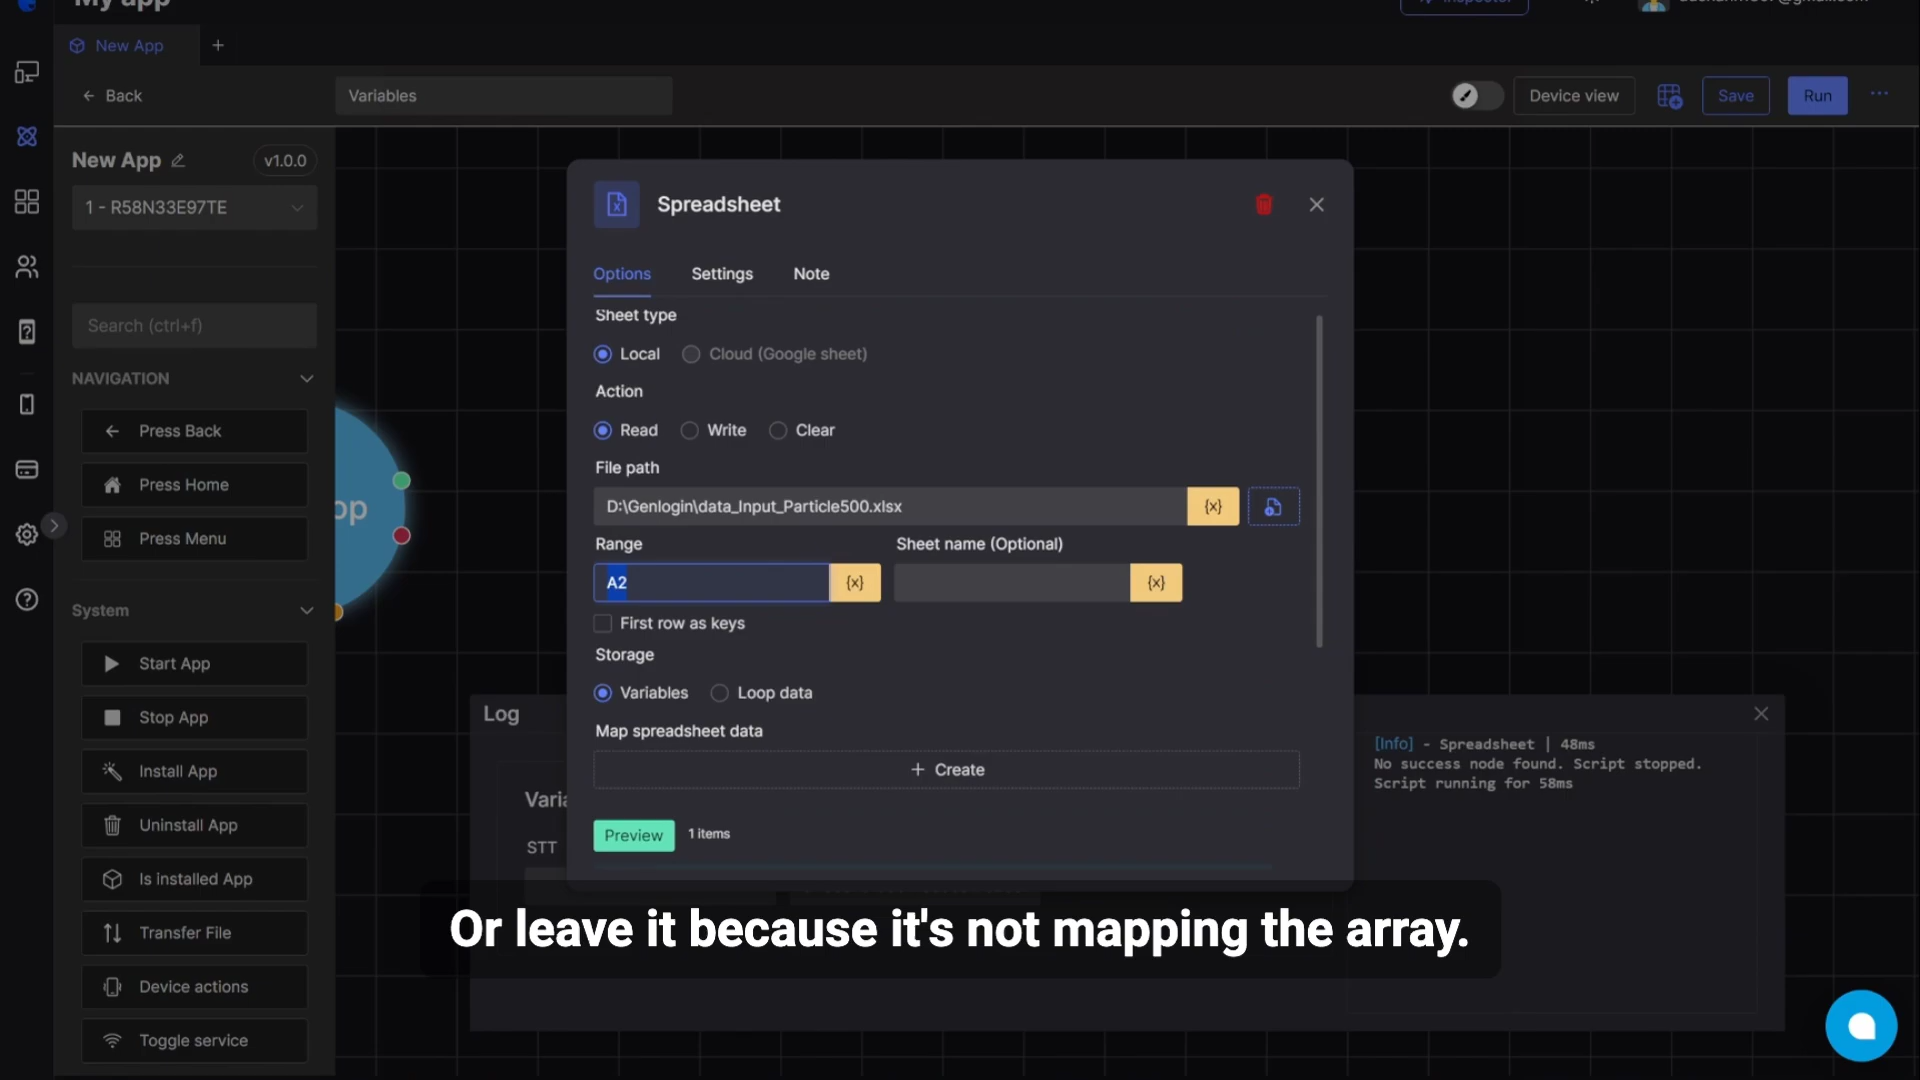 My app
Inspector
New App
+
Back
Variables
Device view
Save
Run
New App
v1.0.0
1 - R58N33E97TE
Search (ctrl+f)
NAVIGATION
Press Back
Press Home
Press Menu
System
Start App
Stop App
Install App
Uninstall App
Is installed App
Transfer File
Device actions
Toggle service
pp
Spreadsheet
Options
Settings
Note
Sheet type
Local
Cloud (Google sheet)
Action
Read
Write
Clear
File path
D:\Genlogin\data_Input_Particle500.xlsx
{x}
Range
Sheet name (Optional)
A2
{x}
{x}
First row as keys
Storage
Variables
Loop data
Map spreadsheet data
+ Create
Preview
1 items
Log
Varia
STT
[Info] - Spreadsheet | 48ms
No success node found. Script stopped.
Script running for 58ms
Or leave it because it's not mapping the array.